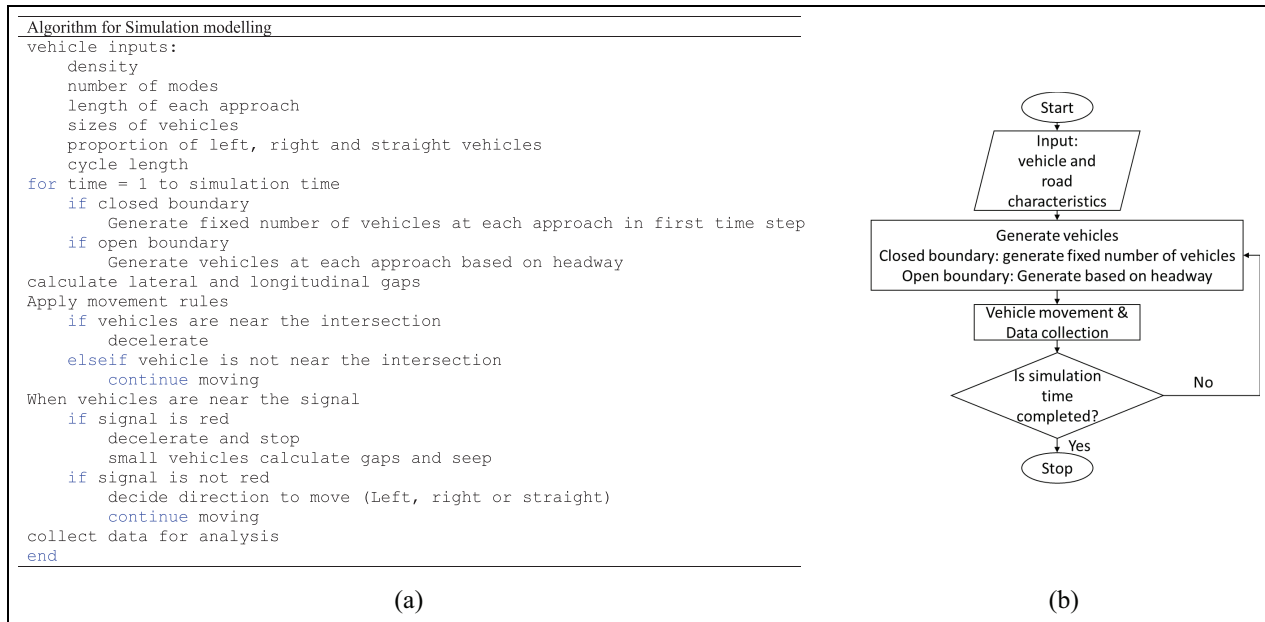 Algorithm for Simulation modelling
vehicle inputs:
density
number of modes
length of each approach
sizes of vehicles
proportion of left, right and straight vehicles
cycle length
for time = 1 to simulation time
if closed boundary
Generate fixed number of vehicles at each approach in first time step
if open boundary
Generate vehicles at each approach based on headway
calculate lateral and longitudinal gaps
Apply movement rules
if vehicles are near the intersection
decelerate
elseif vehicle is not near the intersection
continue moving
When vehicles are near the signal
if signal is red
decelerate and stop
small vehicles calculate gaps and seep
if signal is not red
decide direction to move (Left, right or straight)
continue moving
collect data for analysis
end
(a)
Start
Input:
vehicle and
road
characteristics
Generate vehicles
Closed boundary: generate fixed number of vehicles
Open boundary: Generate based on headway
Vehicle movement &
Data collection
Is simulation
time
completed?
No
Yes
Stop
(b)